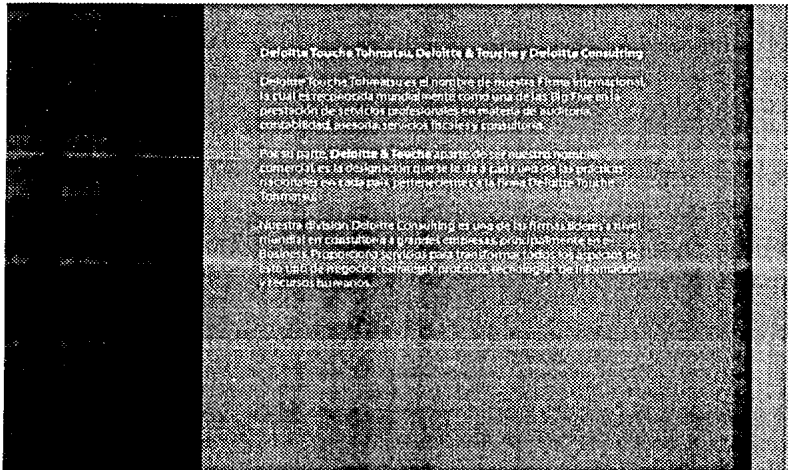 Deloitte Touche Tohmatsu, Deloitte & Touche y Deloitte Consulting
Deloitte Touche Tohmatsu es el nombre de nuestra Firma Internacional,
la cual es reconocida mundialmente como una de las Big Five en la
prestación de servicios profesionales en materia de auditoría,
contabilidad, asesoría, servicios fiscales y consultoría.
Por su parte, Deloitte & Touche aparte de ser nuestro nombre
comercial, es la designación que se le da a cada una de las prácticas
nacionales en cada país, pertenecientes a la firma Deloitte Touche
Tohmatsu.
Nuestra división Deloitte Consulting es una de las firmas líderes a nivel
mundial en consultoría a grandes empresas, principalmente en e-
Business. Proporciona servicios para transformar todos los aspectos de
este tipo de negocios: estrategia, procesos, tecnologías de información
y recursos humanos.